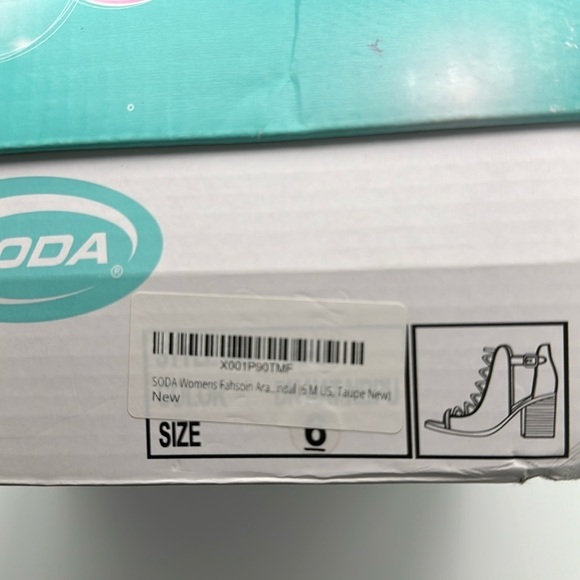 ODA ®
X001P90TMF
SODA Womens Fahsoin Ara...ndal (6 M US, Taupe New)
New
SIZE 6